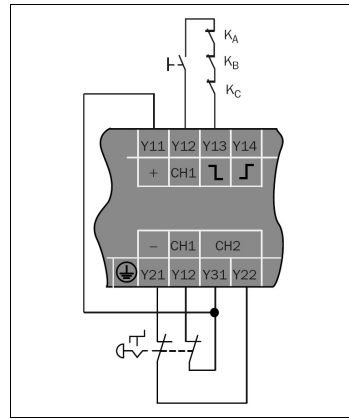 KA
KB
KC
Y11 Y12 Y13 Y14
+ CH1
− CH1 CH2
Y21 Y12 Y31 Y22